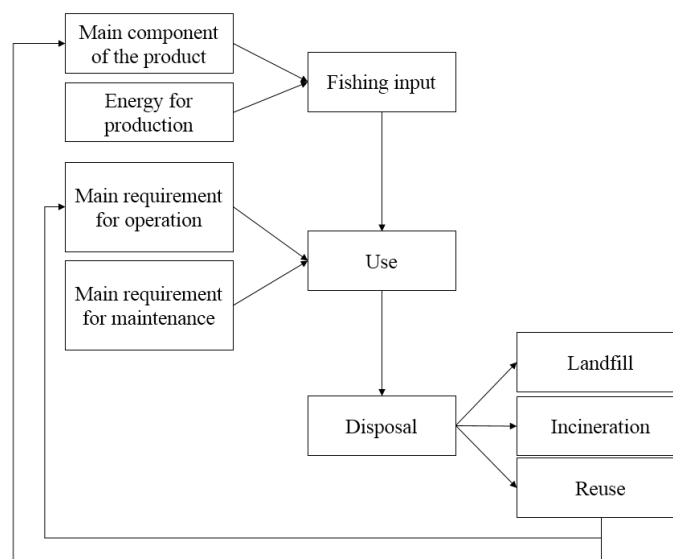 Main component
of the product
Fishing input
Energy for
production
Main requirement
for operation
Use
Main requirement
for maintenance
Landfill
Disposal
Incineration
Reuse